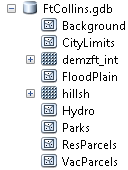 FtCollins.gdb
Background
CityLimits
demzft_int
FloodPlain
hillsh
Hydro
Parks
ResParcels
VacParcels